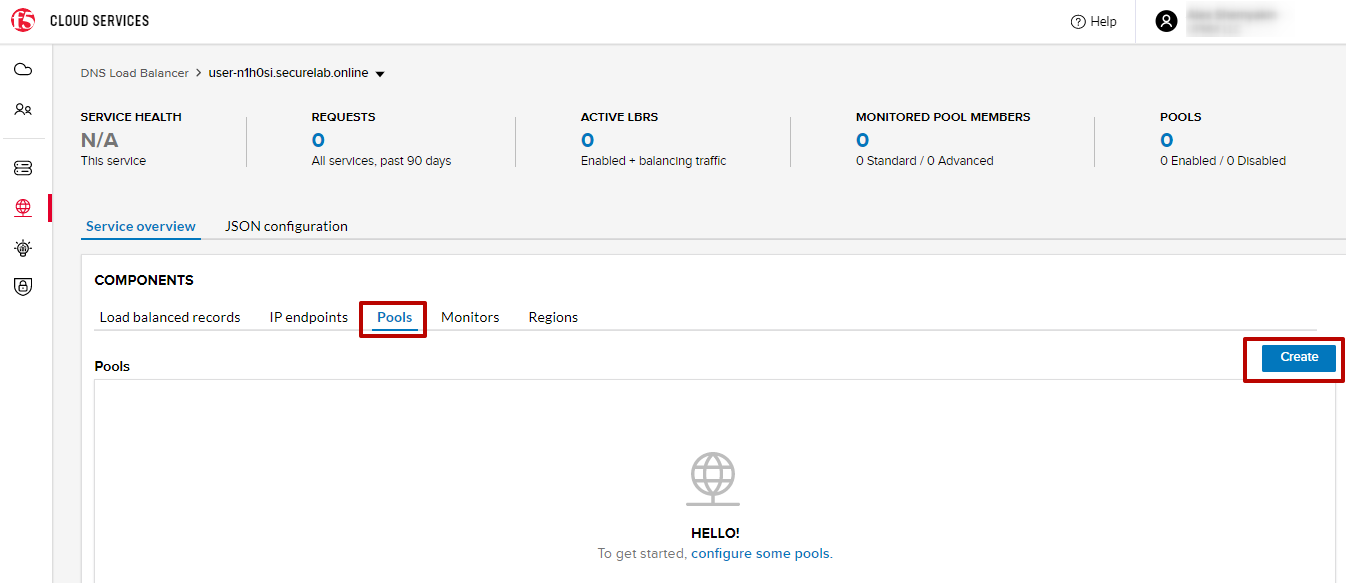 f5 CLOUD SERVICES
Help
DNS Load Balancer > user-n1h0si.securelab.online
SERVICE HEALTH
N/A
This service
REQUESTS
0
All services, past 90 days
ACTIVE LBRS
0
Enabled + balancing traffic
MONITORED POOL MEMBERS
0
0 Standard / 0 Advanced
POOLS
0
0 Enabled / 0 Disabled
Service overview JSON configuration
COMPONENTS
Load balanced records IP endpoints Pools Monitors Regions
Pools
Create
HELLO!
To get started, configure some pools.